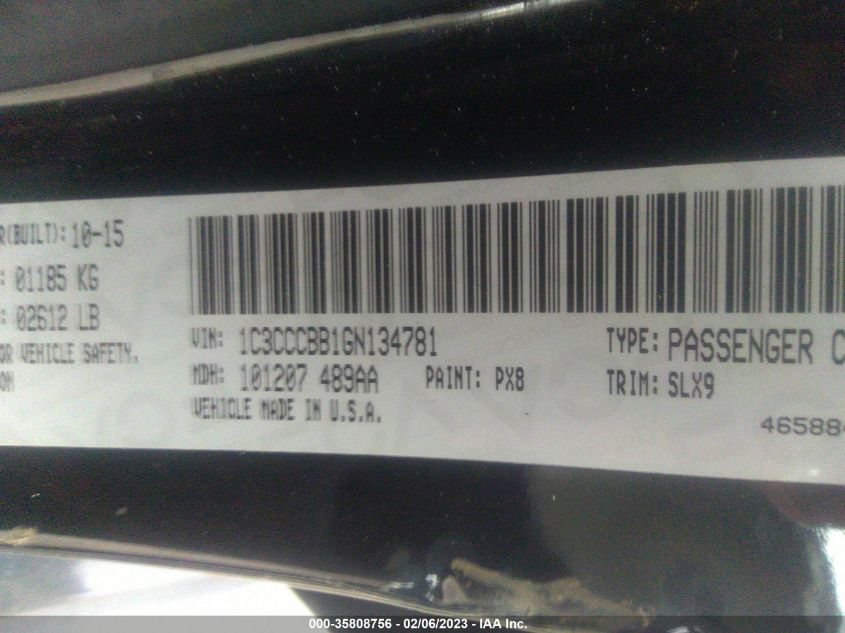 R(BUILT): 10-15
: 01185 KG
: 02612 LB
OR VEHICLE SAFETY,
ON
VIN: 1C3CCCBB1GN134781
MDH: 101207 489AA PAINT: PX8
VEHICLE MADE IN U.S.A.
TYPE: PASSENGER C
TRIM: SLX9
46588
000-35808756 - 02/06/2023 - IAA Inc.